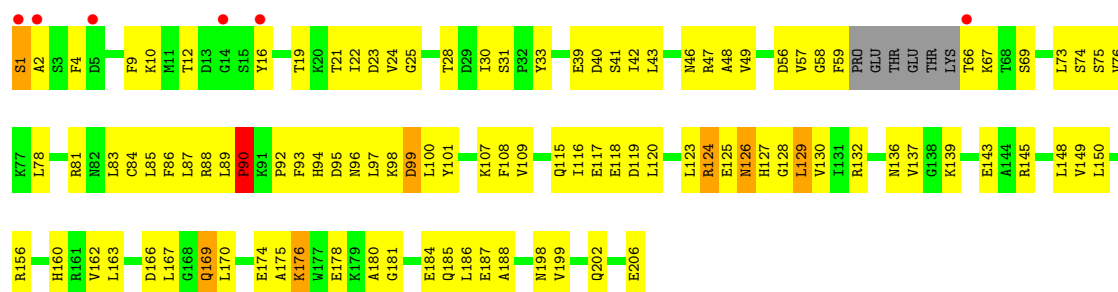 S1 A2 S3 F4 D5 F9 K10 M11 T12 D13 G14 S15 Y16 T19 K20 T21 I22 D23 V24 G25 T28 D29 I30 S31 P32 Y33 E39 D40 S41 I42 L43 N46 R47 A48 V49 D56 V57 G58 F59 PRO GLU THR GLU THR LYS T66 K67 T68 S69 L73 S74 S75 V76
K77 L78 R81 N82 L83 C84 L85 F86 L87 R88 L89 P90 K91 P92 F93 H94 D95 N96 L97 K98 D99 L100 Y101 K107 F108 V109 Q115 I116 E117 E118 D119 L120 L123 R124 E125 N126 H127 G128 L129 V130 I131 R132 N136 V137 G138 K139 E143 A144 R145 L148 V149 L150
R156 H160 R161 V162 L163 D166 L167 G168 Q169 L170 E174 A175 K176 W177 E178 K179 A180 G181 E184 Q185 L186 E187 A188 N198 V199 Q202 E206